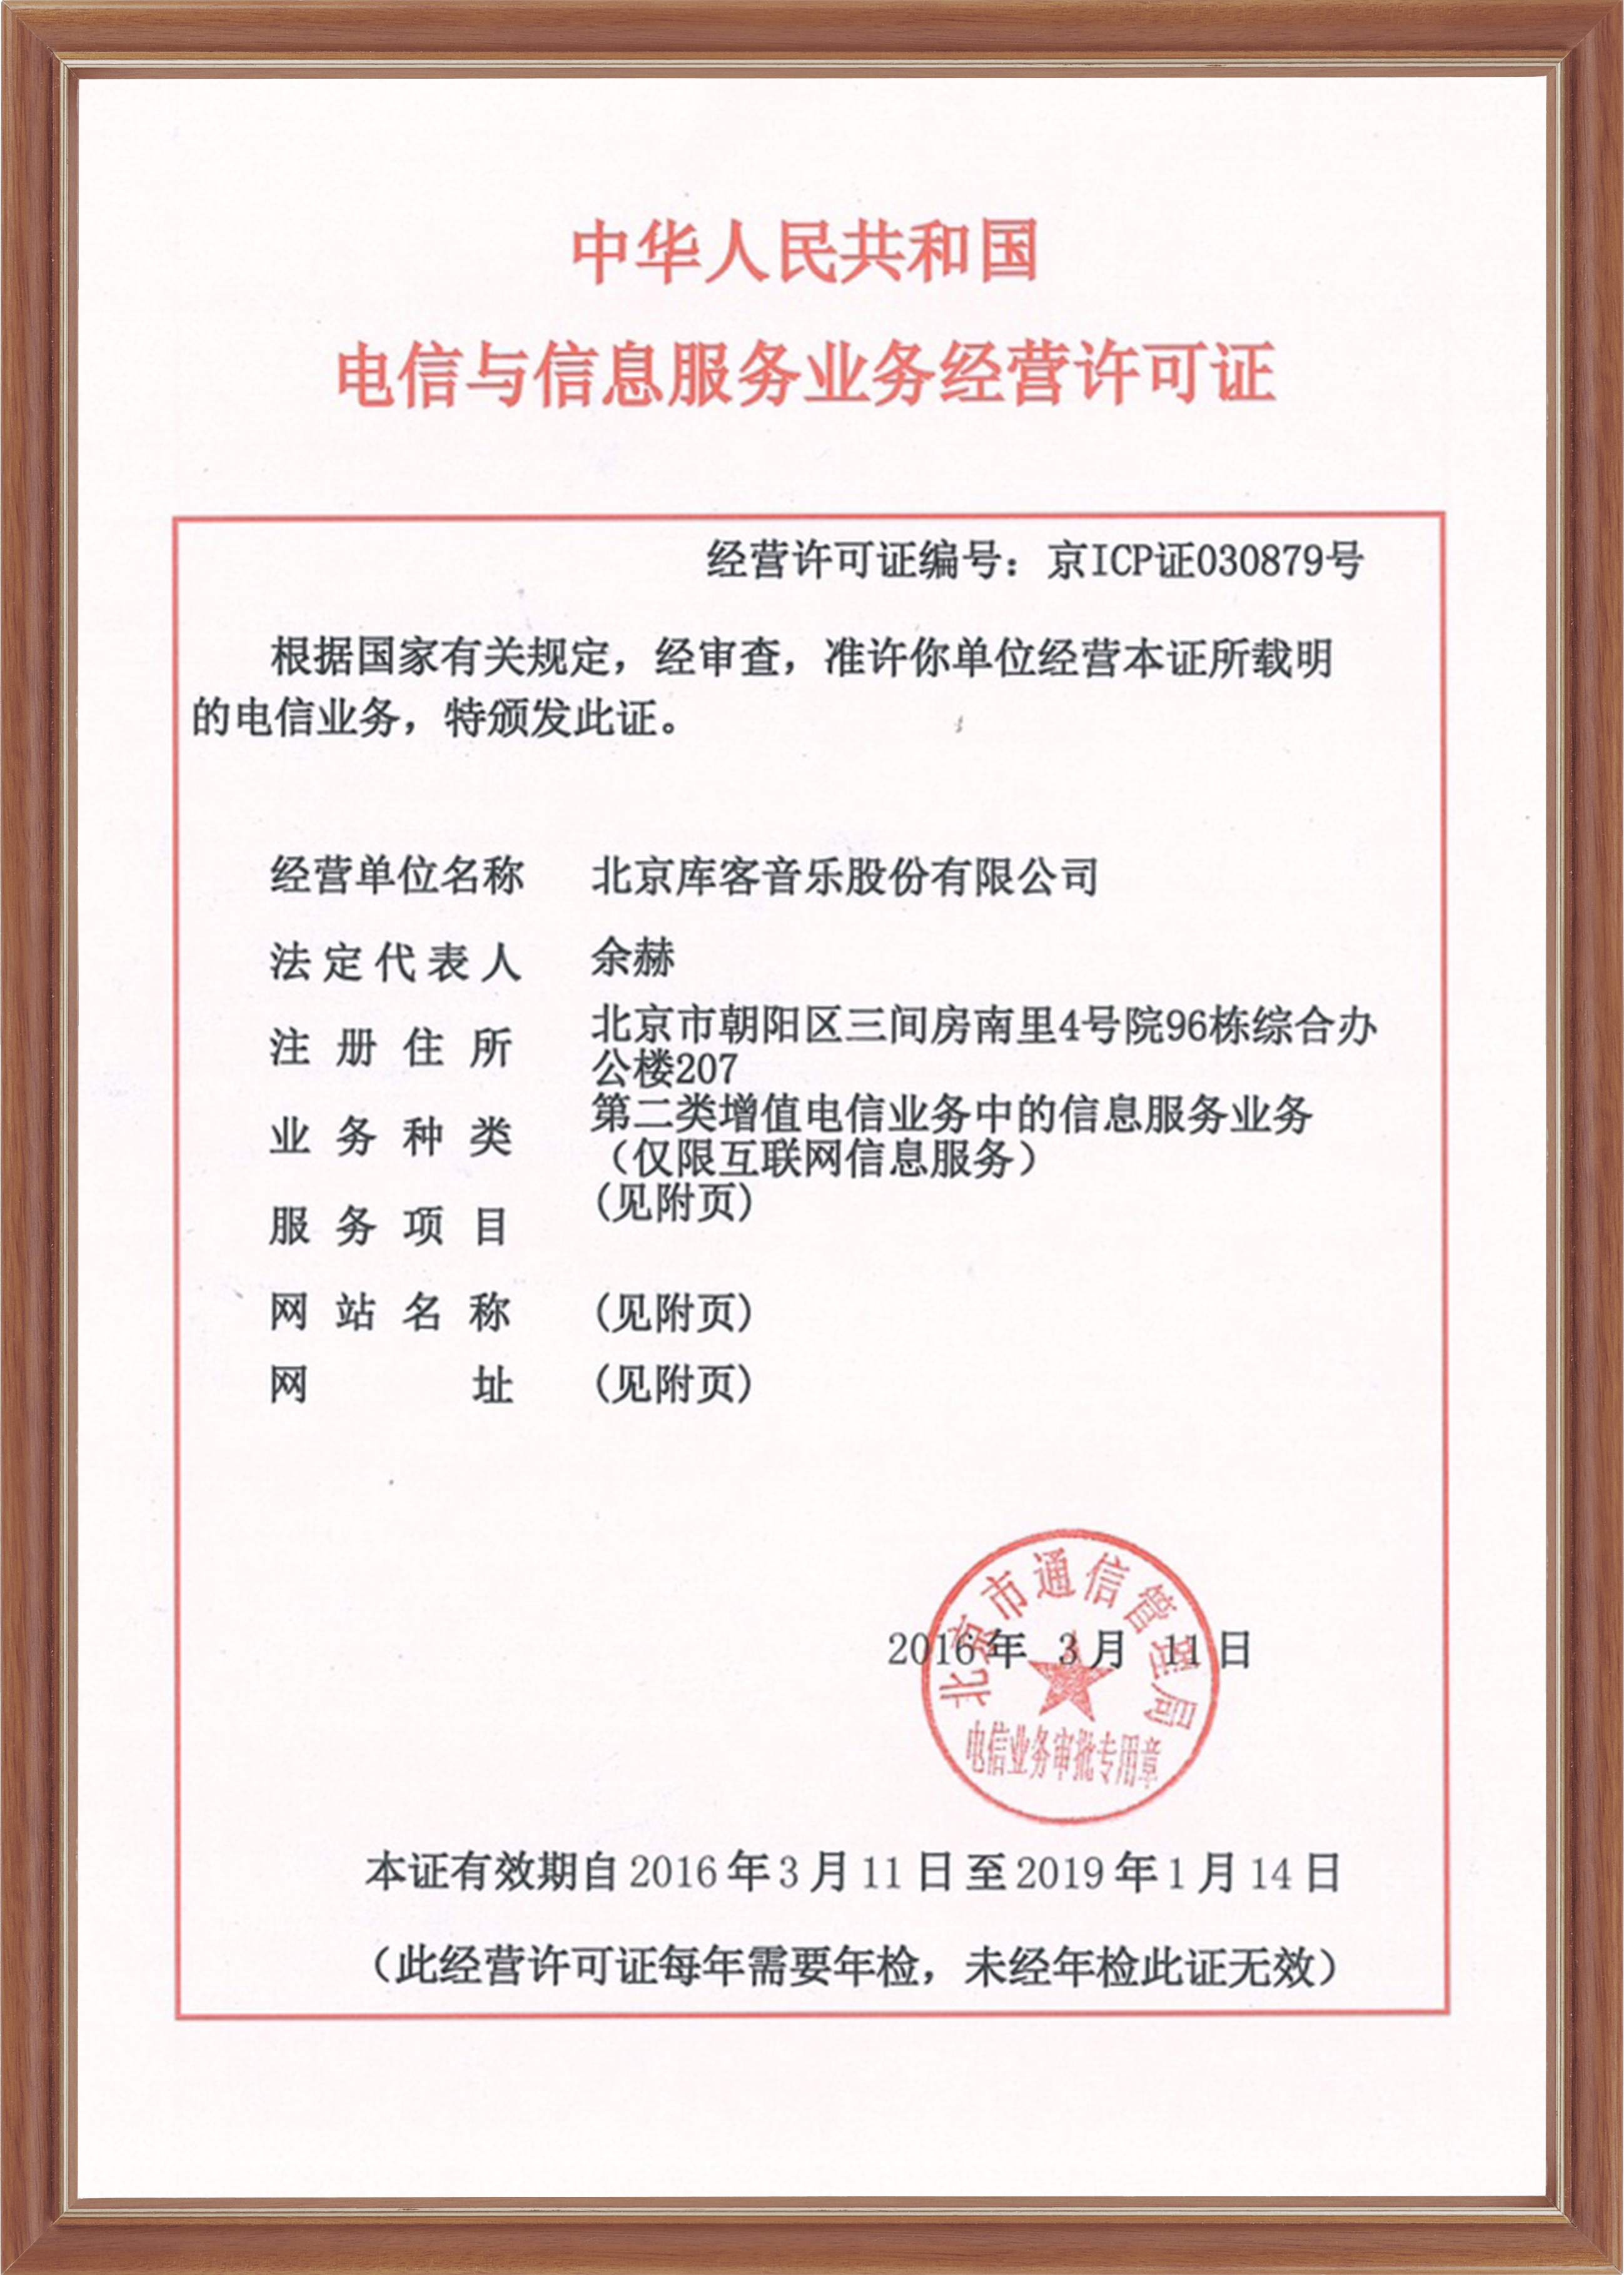 中华人民共和国
电信与信息服务业务经营许可证
经营许可证编号：京ICP证030879号
根据国家有关规定，经审查，准许你单位经营本证所载明
的电信业务，特颁发此证。
经营单位名称 北京库客音乐股份有限公司
法定代表人 余赫
注册住所 北京市朝阳区三间房南里4号院96栋综合办
公楼207
业务种类 第二类增值电信业务中的信息服务业务
（仅限互联网信息服务）
服务项目 (见附页)
网站名称 (见附页)
网址 (见附页)
北京市通信管理局
2016年 3月 11日
电信业务审批专用章
本证有效期自2016年3月11日至2019年1月14日
（此经营许可证每年需要年检，未经年检此证无效）